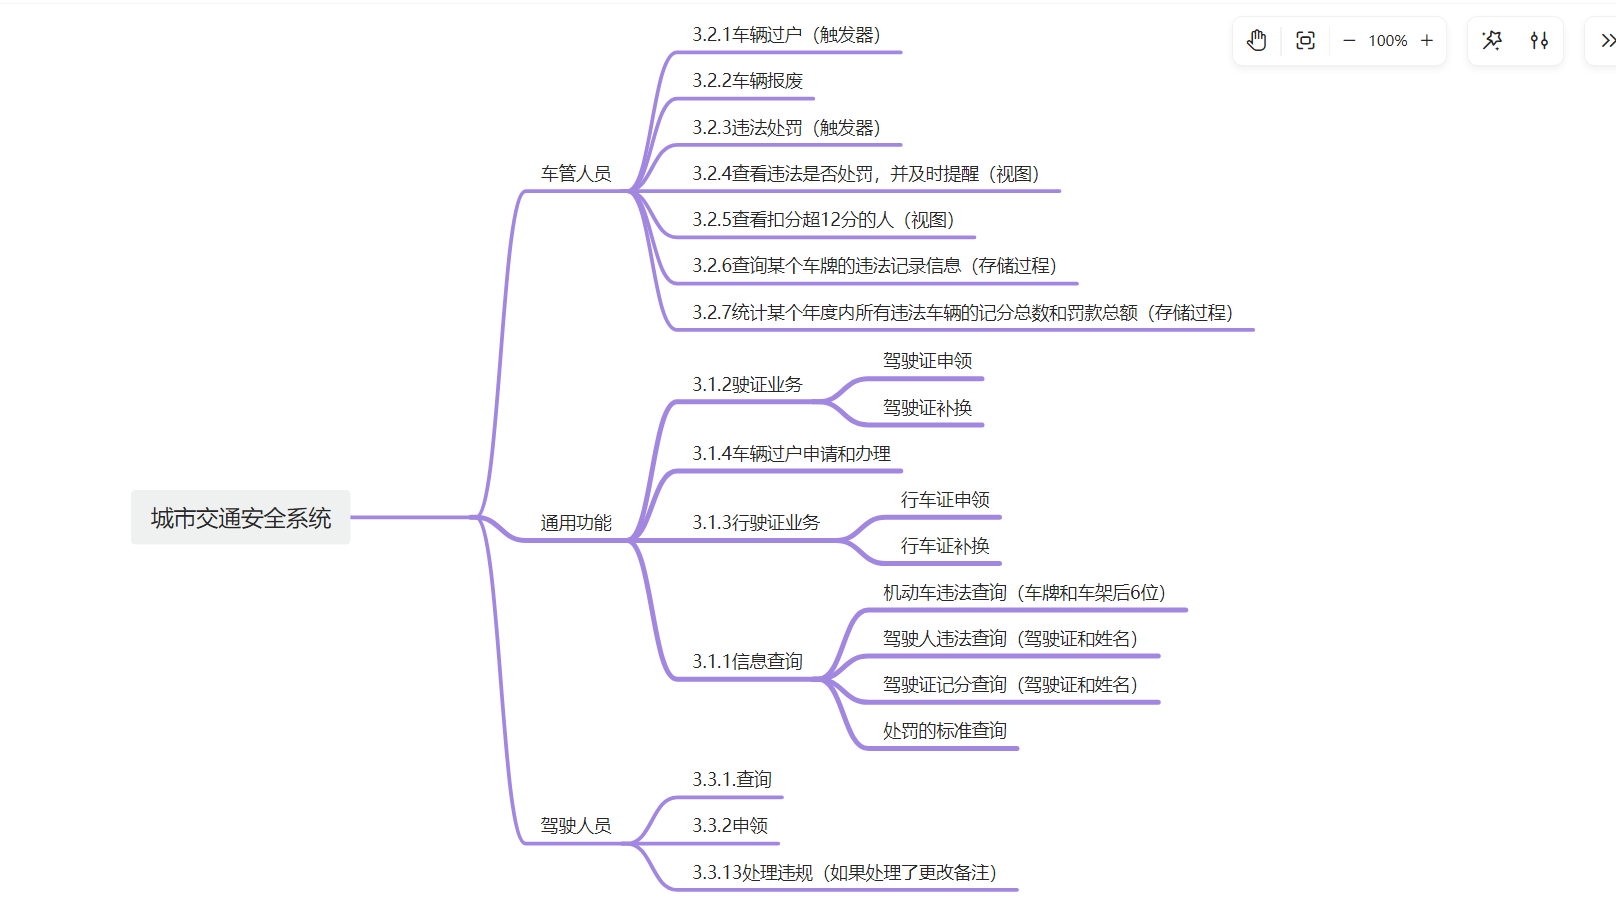 3.2.1车辆过户（触发器）
100%
3.2.2车辆报废
3.2.3违法处罚（触发器）
车管人员
3.2.4查看违法是否处罚，并及时提醒（视图）
3.2.5查看扣分超12分的人（视图）
3.2.6查询某个车牌的违法记录信息（存储过程）
3.2.7统计某个年度内所有违法车辆的记分总数和罚款总额（存储过程）
驾驶证申领
3.1.2驶证业务
驾驶证补换
3.1.4车辆过户申请和办理
行车证申领
城市交通安全系统
通用功能
3.1.3行驶证业务
行车证补换
机动车违法查询（车牌和车架后6位）
驾驶人违法查询（驾驶证和姓名）
3.1.1信息查询
驾驶证记分查询（驾驶证和姓名）
处罚的标准查询
3.3.1.查询
驾驶人员
3.3.2申领
3.3.13处理违规（如果处理了更改备注）